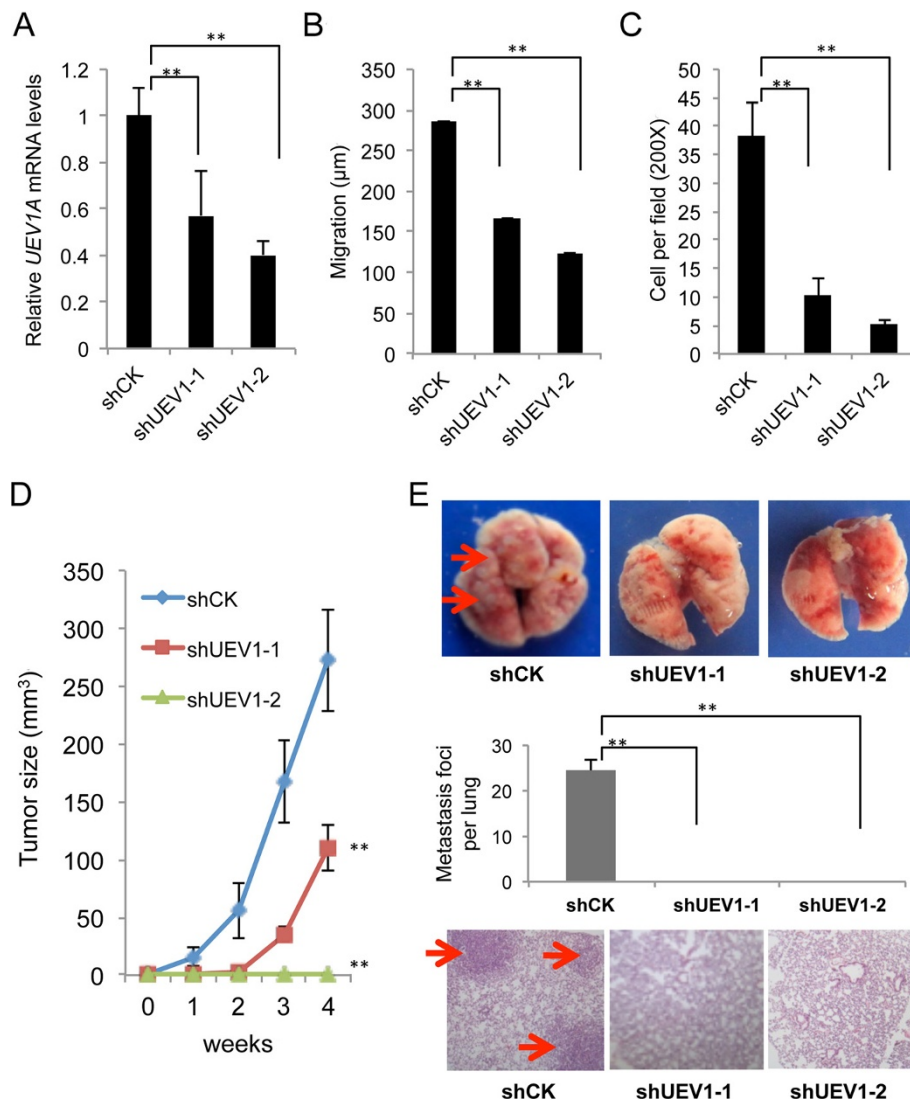 A
Relative UEV1A mRNA levels
1.2
1
0.8
0.6
0.4
0.2
0
**
**
shCK
shUEV1-1
shUEV1-2
B
Migration (μm)
350
300
250
200
150
100
50
0
**
**
shCK
shUEV1-1
shUEV1-2
C
Cell per field (200X)
50
45
40
35
30
25
20
15
10
5
0
**
**
shCK
shUEV1-1
shUEV1-2
D
Tumor size (mm³)
350
300
250
200
150
100
50
0
shCK
shUEV1-1
shUEV1-2
**
**
0 1 2 3 4
weeks
E
shCK shUEV1-1 shUEV1-2
Metastasis foci
per lung
30
20
10
0
**
**
shCK shUEV1-1 shUEV1-2
shCK shUEV1-1 shUEV1-2